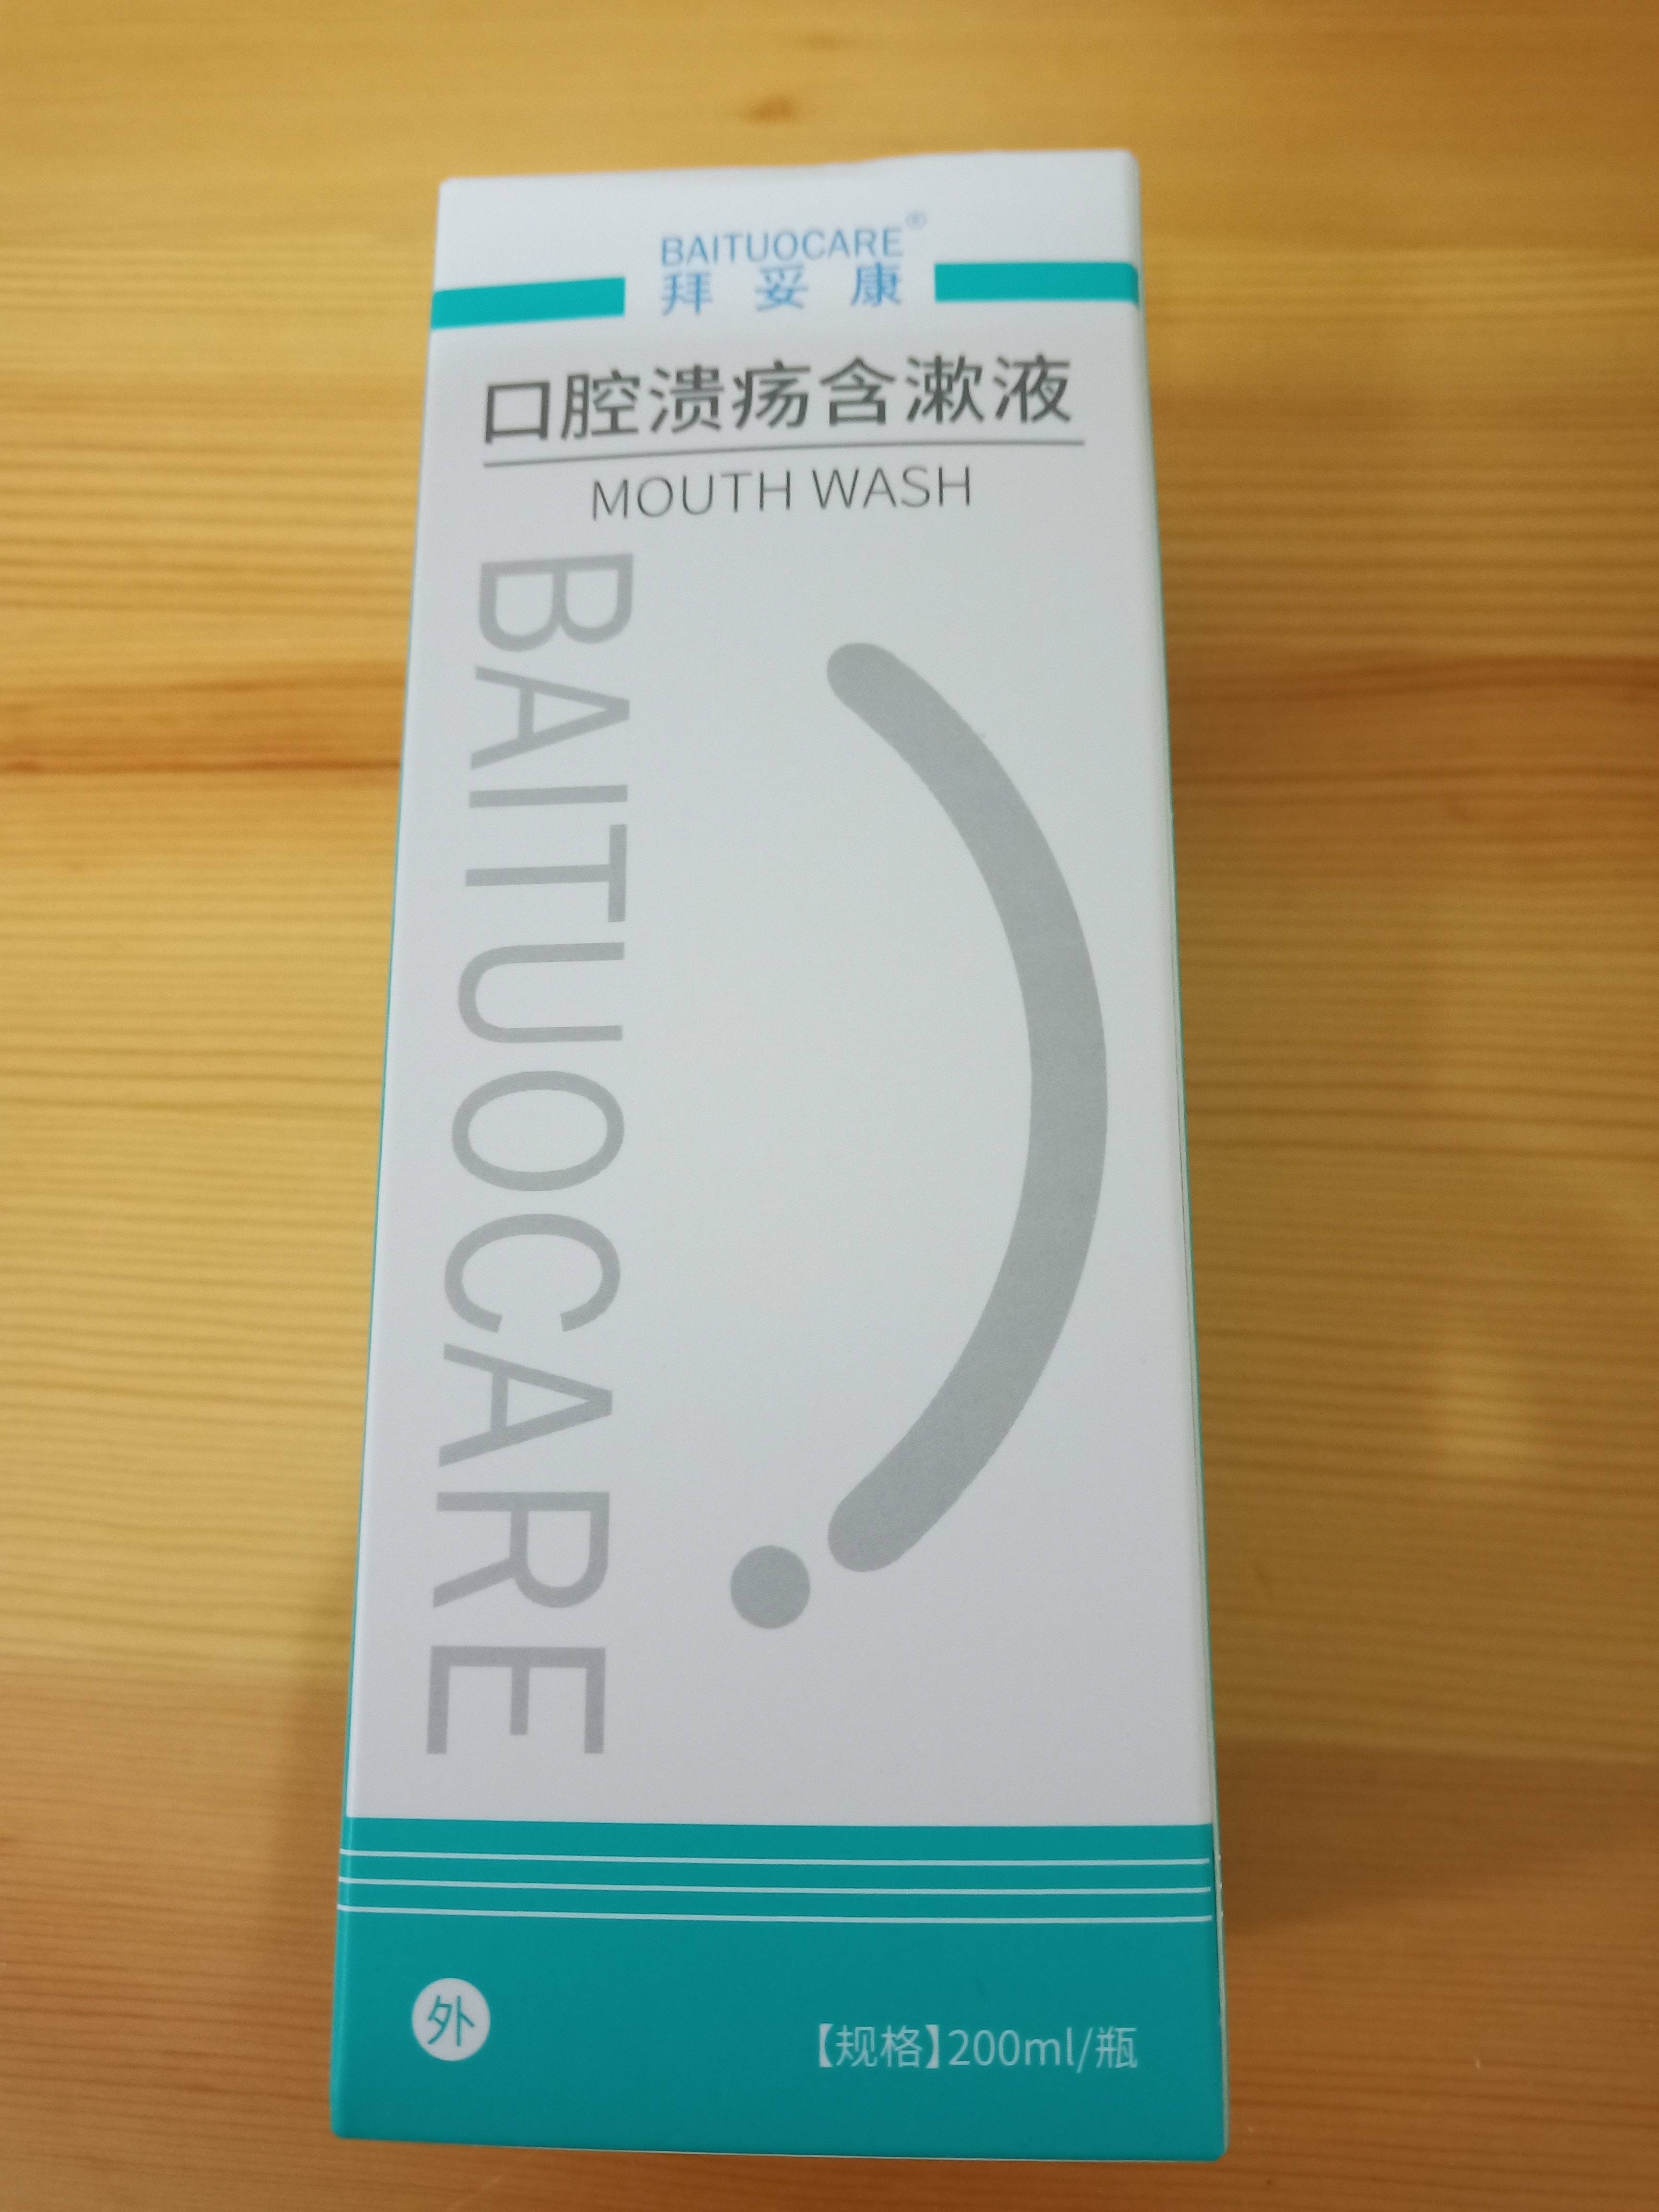 BAITUOCARE®
拜妥康
口腔溃疡含漱液
MOUTH WASH
BAITUOCARE
外
【规格】200ml/瓶